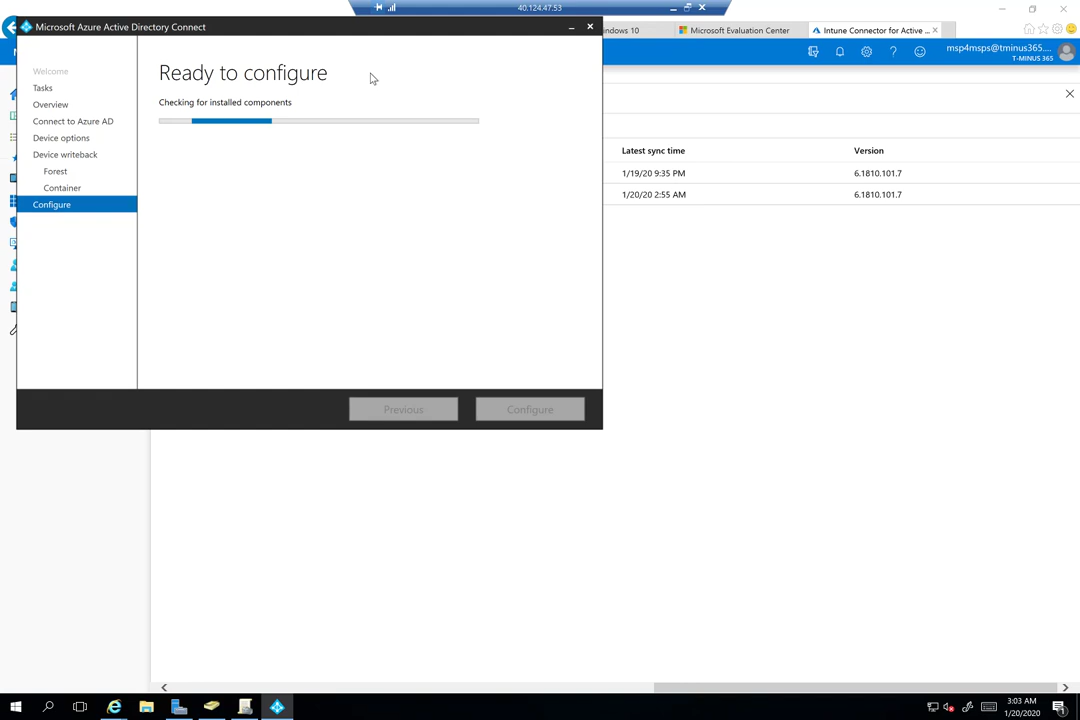 40.124.47.53
Microsoft Azure Active Directory Connect
indows 10
Microsoft Evaluation Center
Intune Connector for Active ...
msp4msps@tminus365....
T-MINUS 365
Welcome
Tasks
Overview
Connect to Azure AD
Device options
Device writeback
Forest
Container
Configure
Ready to configure
Checking for installed components
Previous
Configure
Latest sync time
Version
1/19/20 9:35 PM
6.1810.101.7
1/20/20 2:55 AM
6.1810.101.7
3:03 AM
1/20/2020